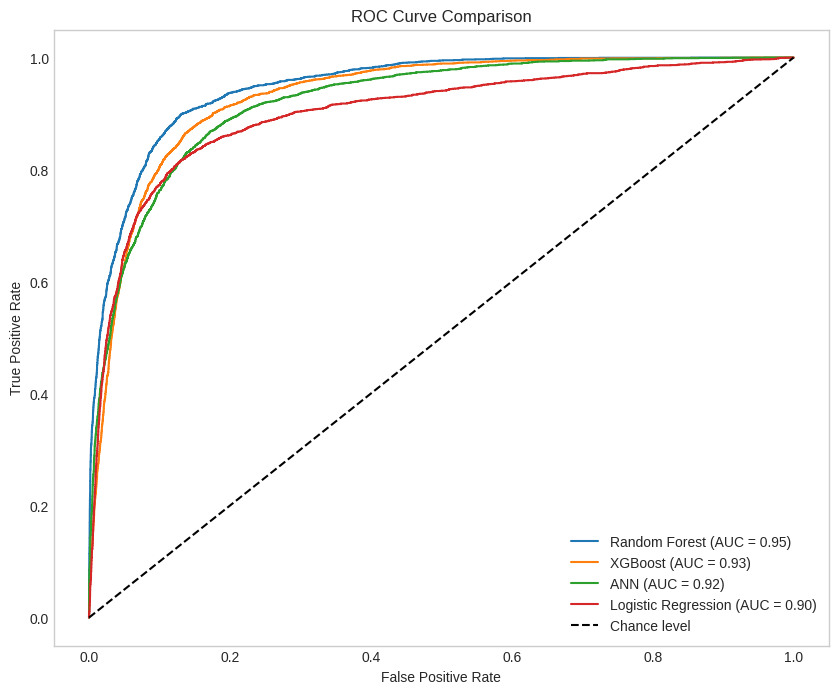 ROC Curve Comparison
True Positive Rate
1.0
0.8
0.6
0.4
0.2
0.0
Random Forest (AUC = 0.95)
XGBoost (AUC = 0.93)
ANN (AUC = 0.92)
Logistic Regression (AUC = 0.90)
Chance level
0.0 0.2 0.4 0.6 0.8 1.0
False Positive Rate